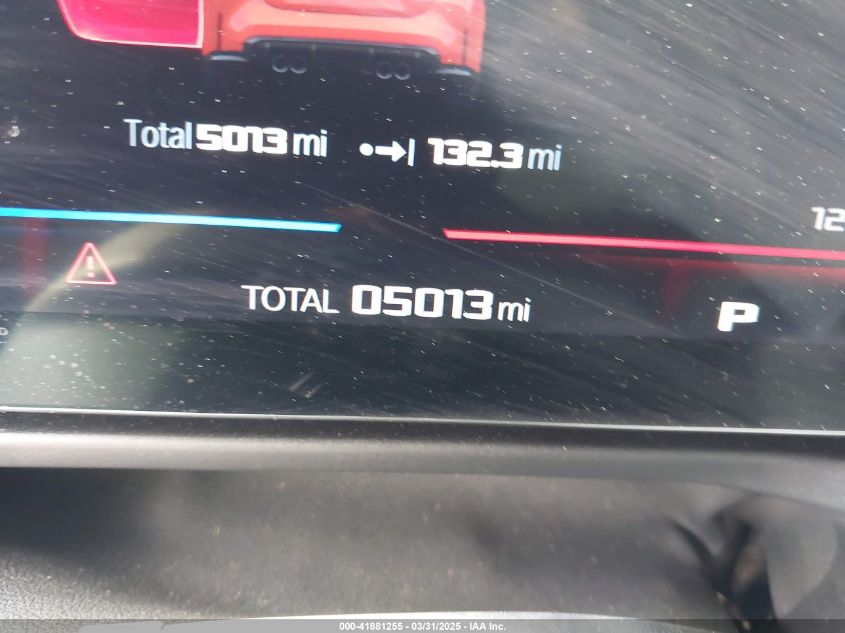 Total 5013 mi 132.3 mi
12
TOTAL 05013 mi P
000-41881255 - 03/31/2025 - IAA Inc.